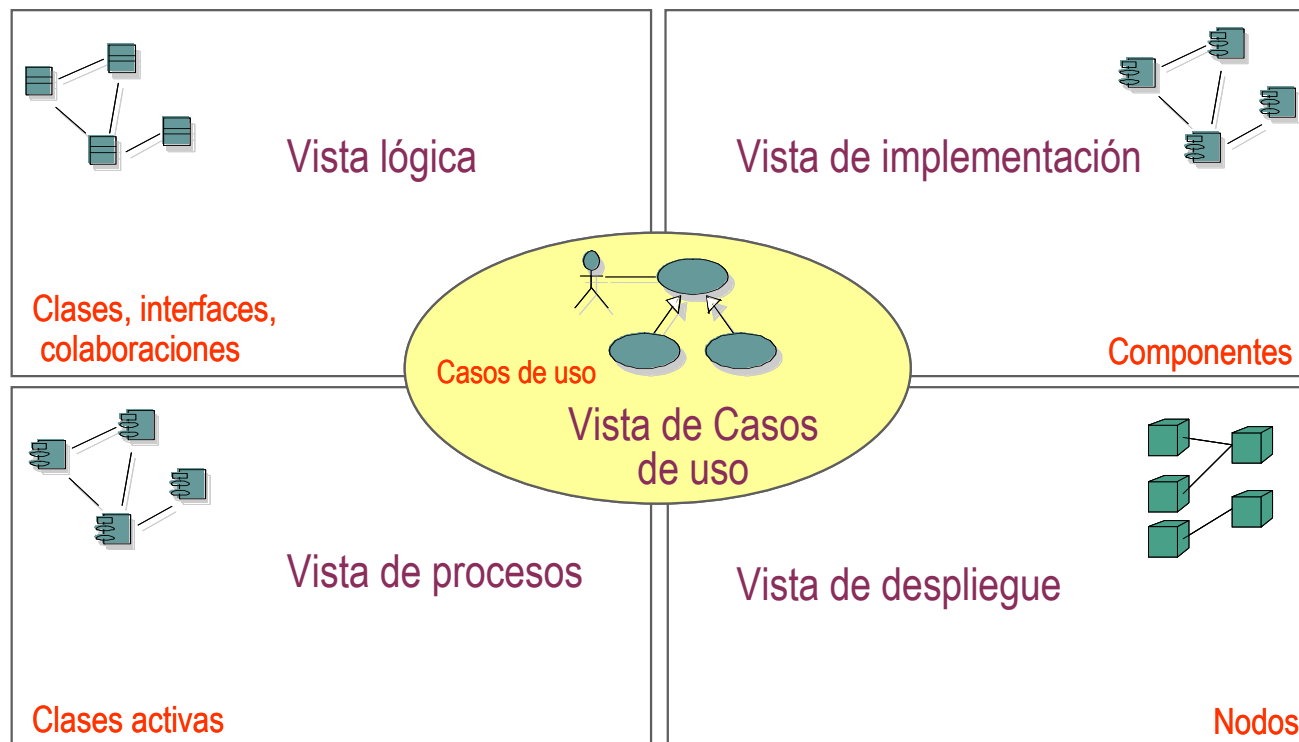 Vista lógica
Clases, interfaces,
colaboraciones
Vista de implementación
Componentes
Casos de uso
Vista de Casos
de uso
Vista de procesos
Clases activas
Vista de despliegue
Nodos